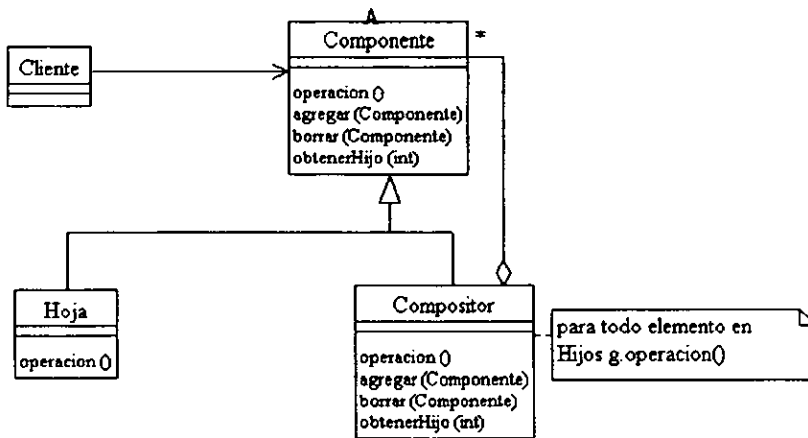 A
Componente
*
Cliente
operacion ()
agregar (Componente)
borrar (Componente)
obtenerHijo (int)
Hoja
operacion ()
Compositor
operacion ()
agregar (Componente)
borrar (Componente)
obtenerHijo (int)
para todo elemento en
Hijos g.operacion()